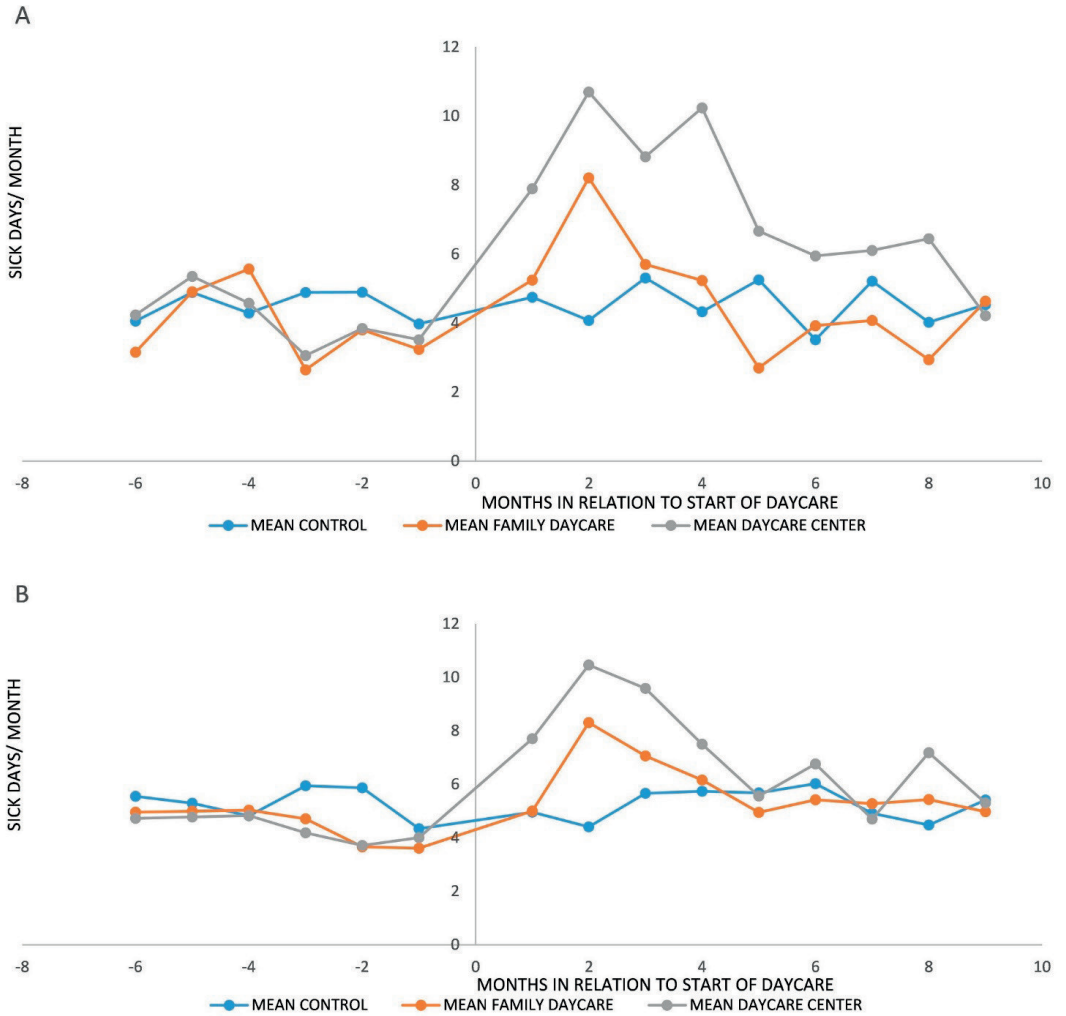 A
SICK DAYS/ MONTH
12
10
8
6
4
2
0
-8 -6 -4 -2 0 2 4 6 8 10
MONTHS IN RELATION TO START OF DAYCARE
MEAN CONTROL MEAN FAMILY DAYCARE MEAN DAYCARE CENTER
B
SICK DAYS/ MONTH
12
10
8
6
4
2
0
-8 -6 -4 -2 0 2 4 6 8 10
MONTHS IN RELATION TO START OF DAYCARE
MEAN CONTROL MEAN FAMILY DAYCARE MEAN DAYCARE CENTER